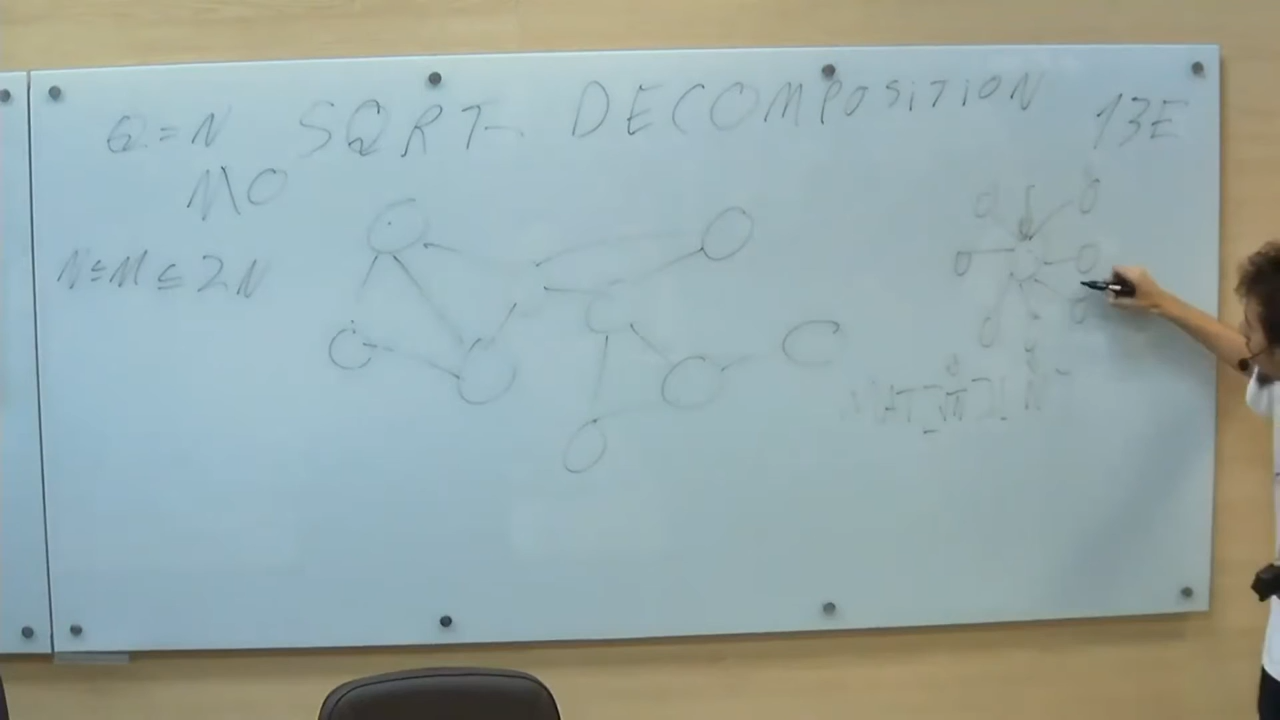 Q=N SQRT- DECOMPOSITION 13E
MO
N≤M≤2N